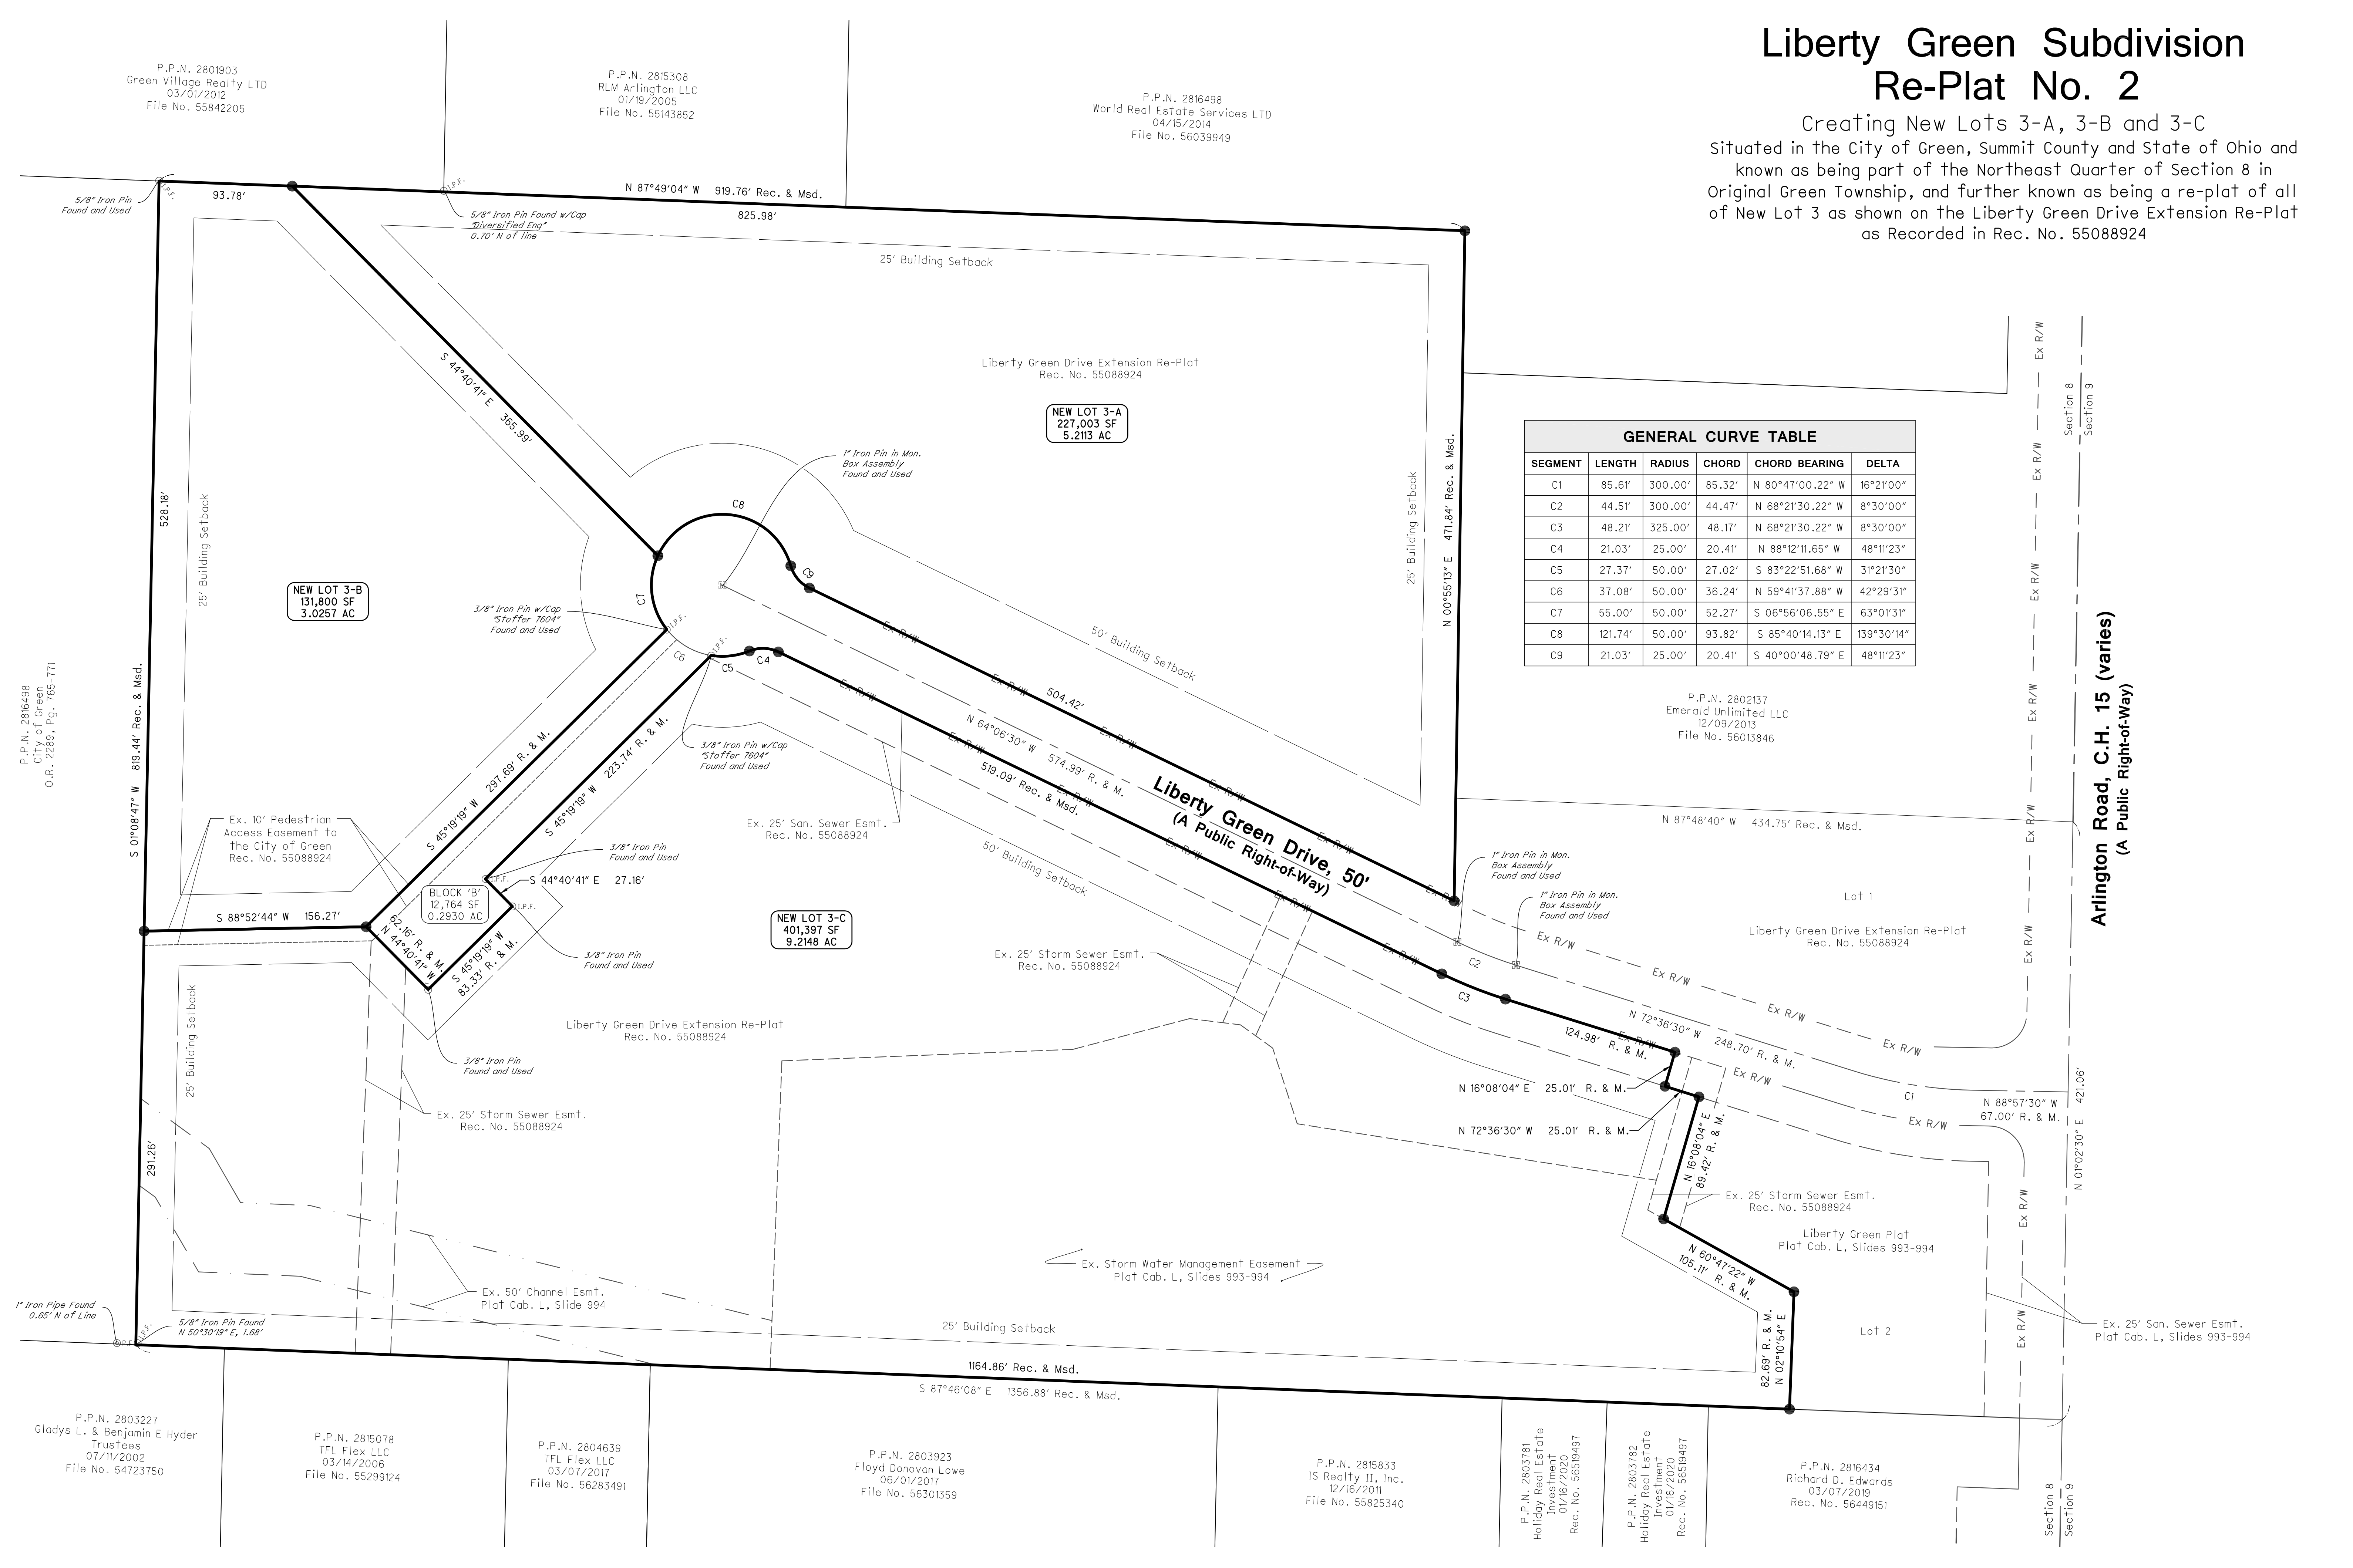 Liberty Green Subdivision
Re-Plat No. 2
Creating New Lots 3-A, 3-B and 3-C
Situated in the City of Green, Summit County and State of Ohio and
known as being part of the Northeast Quarter of Section 8 in
Original Green Township, and further known as being a re-plat of all
of New Lot 3 as shown on the Liberty Green Drive Extension Re-Plat
as Recorded in Rec. No. 55088924
P.P.N. 2801903
Green Village Realty LTD
03/01/2012
File No. 55842205
P.P.N. 2815308
RLM Arlington LLC
01/19/2005
File No. 55143852
P.P.N. 2816498
World Real Estate Services LTD
04/15/2014
File No. 56039949
5/8" Iron Pin
Found and Used
I.P.F.
93.78'
I.P.F.
N 87°49'04" W 919.76' Rec. & Msd.
825.98'
5/8" Iron Pin Found w/Cap
"Diversified Eng"
0.70' N of line
25' Building Setback
S 44°40'41" E 365.99'
Liberty Green Drive Extension Re-Plat
Rec. No. 55088924
NEW LOT 3-A
227,003 SF
5.2113 AC
1" Iron Pin in Mon.
Box Assembly
Found and Used
N 00°55'13" E 471.84' Rec. & Msd.
25' Building Setback
Ex R/W
Ex R/W
Ex R/W
Ex R/W
Ex R/W
Ex R/W
Ex R/W
Section 8
Section 9
GENERAL CURVE TABLE
SEGMENT LENGTH RADIUS CHORD CHORD BEARING DELTA
C1 85.61' 300.00' 85.32' N 80°47'00.22" W 16°21'00"
C2 44.51' 300.00' 44.47' N 68°21'30.22" W 8°30'00"
C3 48.21' 325.00' 48.17' N 68°21'30.22" W 8°30'00"
C4 21.03' 25.00' 20.41' N 88°12'11.65" W 48°11'23"
C5 27.37' 50.00' 27.02' S 83°22'51.68" W 31°21'30"
C6 37.08' 50.00' 36.24' N 59°41'37.88" W 42°29'31"
C7 55.00' 50.00' 52.27' S 06°56'06.55" E 63°01'31"
C8 121.74' 50.00' 93.82' S 85°40'14.13" E 139°30'14"
C9 21.03' 25.00' 20.41' S 40°00'48.79" E 48°11'23"
P.P.N. 2802137
Emerald Unlimited LLC
12/09/2013
File No. 56013846
Arlington Road, C.H. 15 (varies)
(A Public Right-of-Way)
528.18'
25' Building Setback
NEW LOT 3-B
131,800 SF
3.0257 AC
C8
C9
C7
C6
C5
C4
3/8" Iron Pin w/Cap
"Stoffer 7604"
Found and Used
I.P.F.
I.P.F.
50' Building Setback
Ex R/W
Ex R/W
Ex R/W
Ex R/W
Ex R/W
Ex R/W
504.42'
N 64°06'30" W 574.99' R. & M.
Ex R/W
Ex R/W
Ex R/W
Ex R/W
Ex R/W
Ex R/W
519.09' Rec. & Msd.
Liberty Green Drive, 50'
(A Public Right-of-Way)
50' Building Setback
P.P.N. 2816498
City of Green
O.R. 2289, Pg. 765-771
S 01°08'47" W 819.44' Rec. & Msd.
S 45°19'19" W 297.69' R. & M.
S 45°19'19" W 223.74' R. & M.
3/8" Iron Pin w/Cap
"Stoffer 7604"
Found and Used
Ex. 25' San. Sewer Esmt.
Rec. No. 55088924
Ex. 10' Pedestrian
Access Easement to
the City of Green
Rec. No. 55088924
3/8" Iron Pin
Found and Used
I.P.F.
S 44°40'41" E 27.16'
I.P.F.
BLOCK 'B'
12,764 SF
0.2930 AC
S 88°52'44" W 156.27'
62.16' R. & M.
N 44°40'41" W
S 45°19'19" W
83.33' R. & M.
3/8" Iron Pin
Found and Used
NEW LOT 3-C
401,397 SF
9.2148 AC
Ex. 25' Storm Sewer Esmt.
Rec. No. 55088924
N 87°48'40" W 434.75' Rec. & Msd.
1" Iron Pin in Mon.
Box Assembly
Found and Used
1" Iron Pin in Mon.
Box Assembly
Found and Used
Lot 1
Liberty Green Drive Extension Re-Plat
Rec. No. 55088924
Ex R/W
Ex R/W
Ex R/W
Ex R/W
C2
C3
N 72°36'30" W 248.70' R. & M.
124.98' R. & M.
Ex R/W
Ex R/W
Ex R/W
C1
N 88°57'30" W
67.00' R. & M.
N 01°02'30" E 421.06'
25' Building Setback
Liberty Green Drive Extension Re-Plat
Rec. No. 55088924
3/8" Iron Pin
Found and Used
Ex. 25' Storm Sewer Esmt.
Rec. No. 55088924
N 16°08'04" E 25.01' R. & M.
N 72°36'30" W 25.01' R. & M.
N 16°08'04" E
89.42' R. & M.
Ex. 25' Storm Sewer Esmt.
Rec. No. 55088924
Liberty Green Plat
Plat Cab. L, Slides 993-994
Ex R/W
Ex R/W
291.26'
Ex. 50' Channel Esmt.
Plat Cab. L, Slide 994
Ex. Storm Water Management Easement
Plat Cab. L, Slides 993-994
N 60°47'22" W
105.11' R. & M.
82.69' R. & M.
N 02°10'54" E
Lot 2
Ex. 25' San. Sewer Esmt.
Plat Cab. L, Slides 993-994
1" Iron Pipe Found
0.65' N of Line
I.P.F.
5/8" Iron Pin Found
N 50°30'19" E, 1.68'
25' Building Setback
1164.86' Rec. & Msd.
S 87°46'08" E 1356.88' Rec. & Msd.
P.P.N. 2803227
Gladys L. & Benjamin E Hyder
Trustees
07/11/2002
File No. 54723750
P.P.N. 2815078
TFL Flex LLC
03/14/2006
File No. 55299124
P.P.N. 2804639
TFL Flex LLC
03/07/2017
File No. 56283491
P.P.N. 2803923
Floyd Donovan Lowe
06/01/2017
File No. 56301359
P.P.N. 2815833
IS Realty II, Inc.
12/16/2011
File No. 55825340
P.P.N. 2803781
Holiday Real Estate
Investment
01/16/2020
Rec. No. 56519497
P.P.N. 2803782
Holiday Real Estate
Investment
01/16/2020
Rec. No. 56519497
P.P.N. 2816434
Richard D. Edwards
03/07/2019
Rec. No. 56449151
Section 8
Section 9